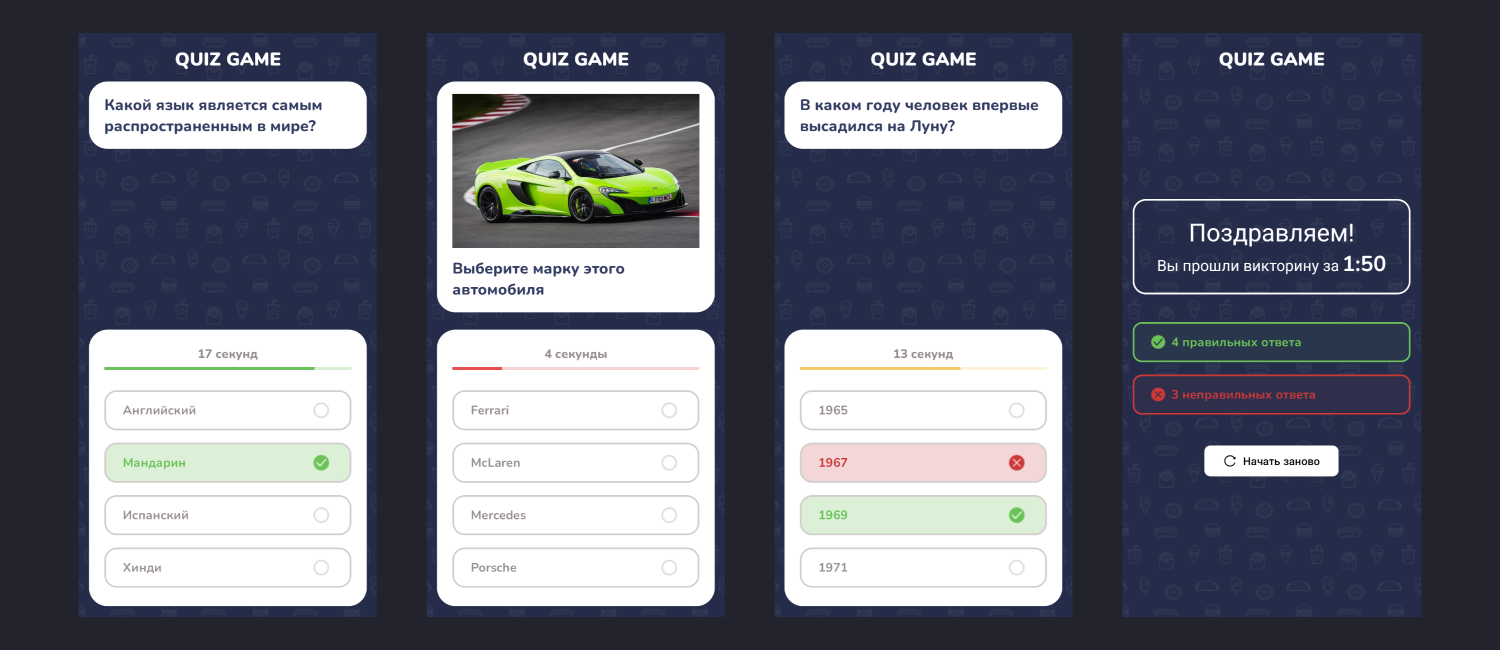 QUIZ GAME
Какой язык является самым
распространенным в мире?
17 секунд
Английский
Мандарин
Испанский
Хинди
QUIZ GAME
Выберите марку этого
автомобиля
4 секунды
Ferrari
McLaren
Mercedes
Porsche
QUIZ GAME
В каком году человек впервые
высадился на Луну?
13 секунд
1965
1967
1969
1971
QUIZ GAME
Поздравляем!
Вы прошли викторину за 1:50
4 правильных ответа
3 неправильных ответа
Начать заново